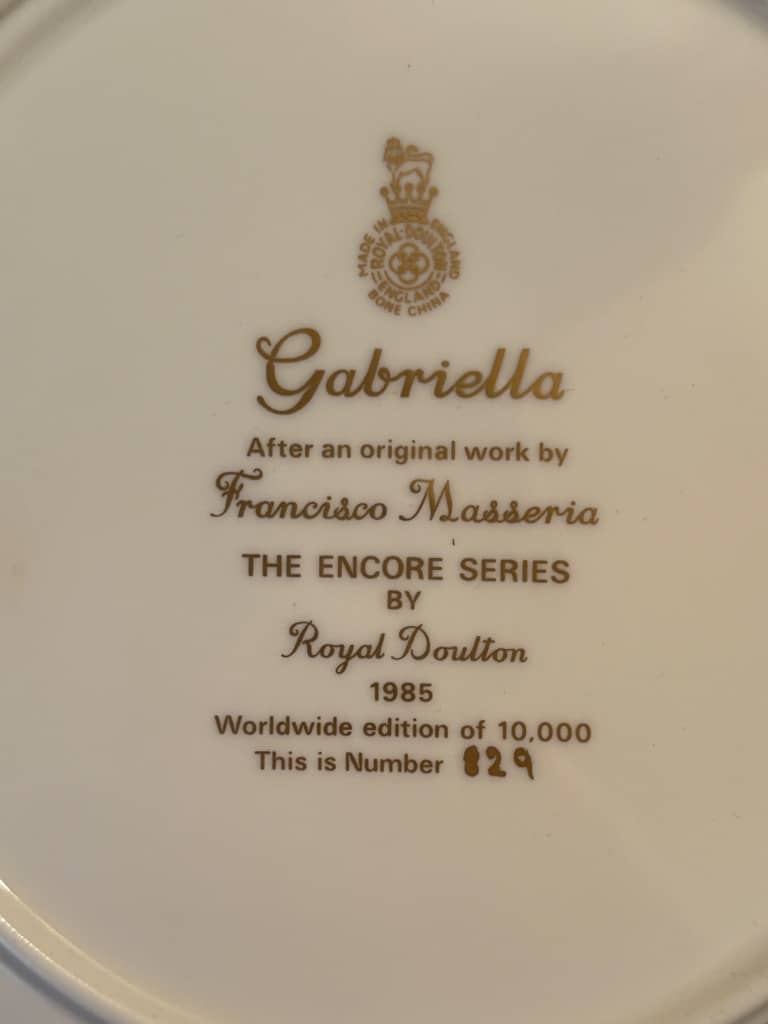 MADE IN ENGLAND
ROYAL·DOULTON
ENGLAND
BONE CHINA
Gabriella
After an original work by
Francisco Masseria
THE ENCORE SERIES
BY
Royal Doulton
1985
Worldwide edition of 10,000
This is Number 829